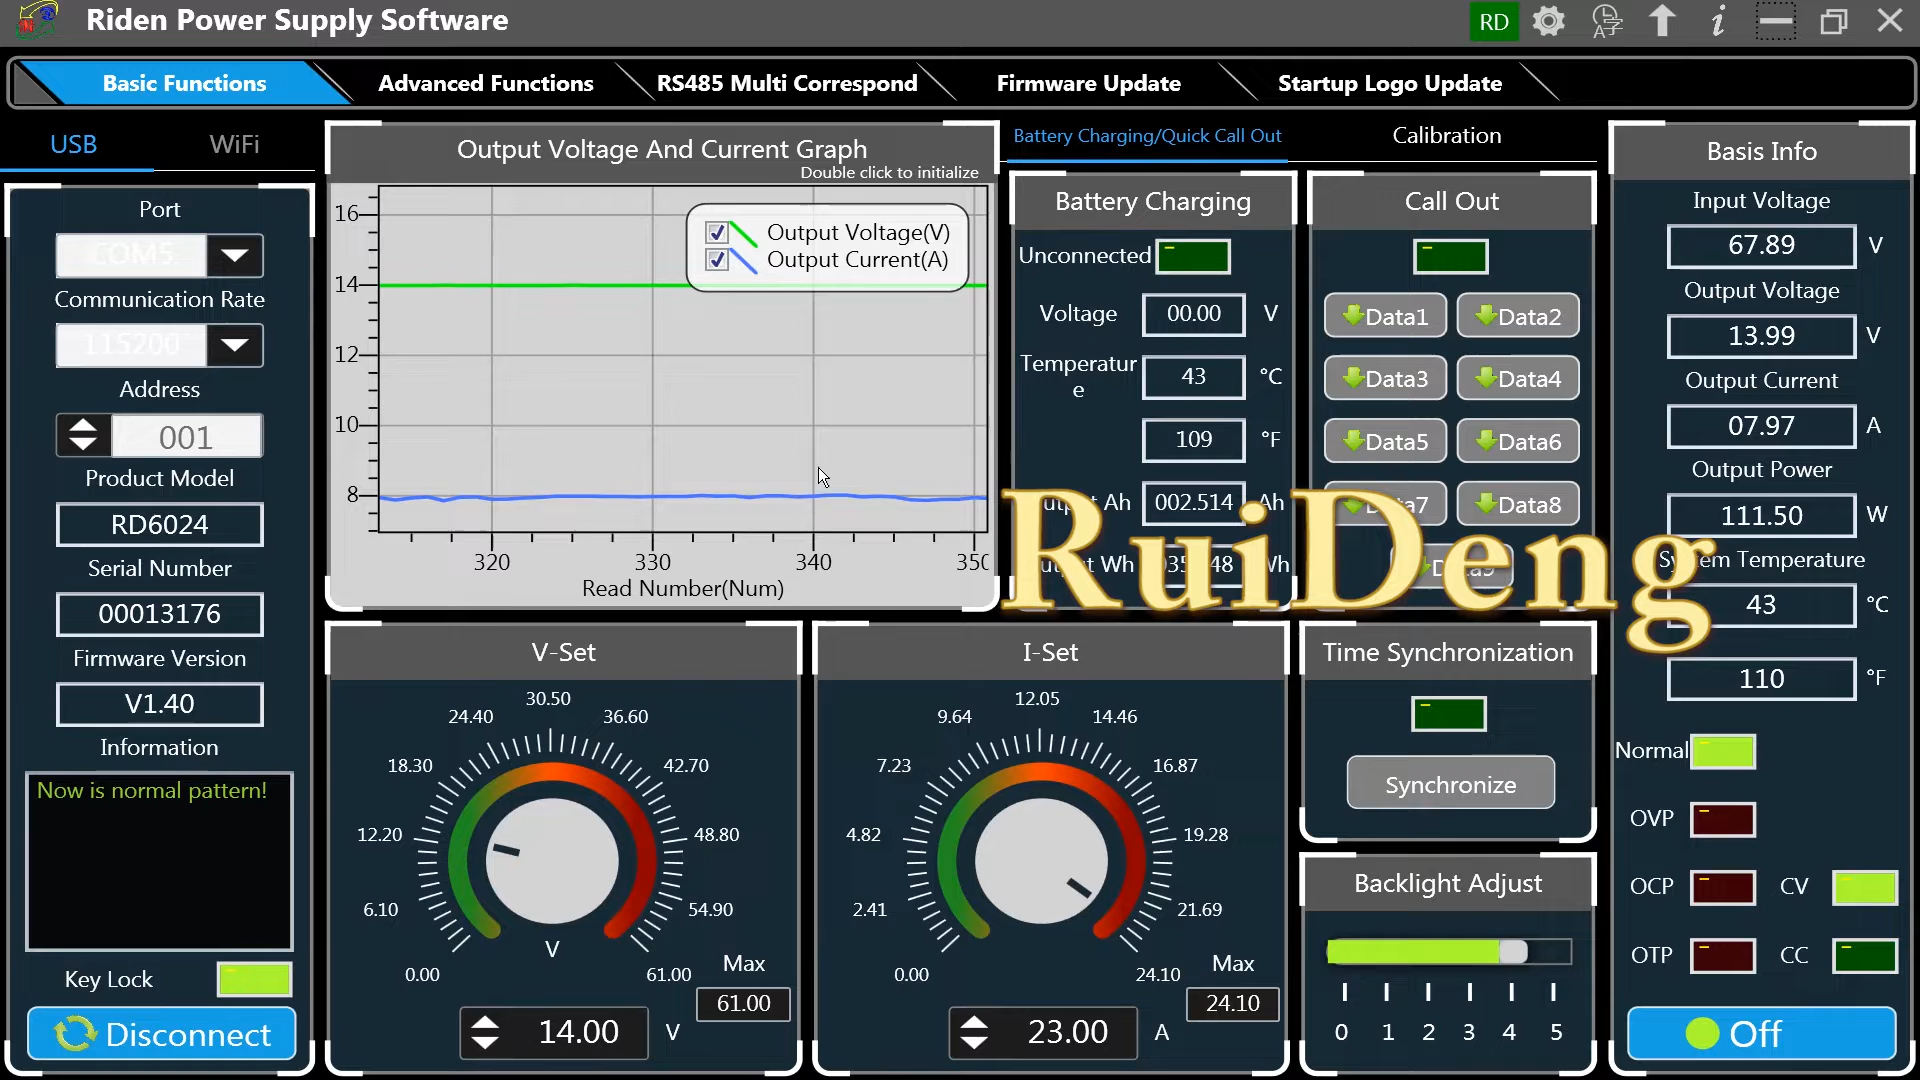 Riden Power Supply Software
RD
Basic Functions
Advanced Functions
RS485 Multi Correspond
Firmware Update
Startup Logo Update
USB
WiFi
Port
COM5
Communication Rate
115200
Address
001
Product Model
RD6024
Serial Number
00013176
Firmware Version
V1.40
Information
Now is normal pattern!
Key Lock
Disconnect
Output Voltage And Current Graph
Double click to initialize
Output Voltage(V)
Output Current(A)
16
14
12
10
8
320
330
340
Read Number(Num)
Battery Charging/Quick Call Out
Calibration
Battery Charging
Unconnected
Voltage
00.00
V
Temperatur
e
43
°C
109
°F
Ah
002.514
Ah
Wh
Call Out
Data1
Data2
Data3
Data4
Data5
Data6
Data8
RuiDeng
V-Set
0.00
6.10
12.20
18.30
24.40
30.50
36.60
42.70
48.80
54.90
61.00
V
Max
61.00
14.00
V
I-Set
0.00
2.41
4.82
7.23
9.64
12.05
14.46
16.87
19.28
21.69
24.10
Max
24.10
23.00
A
Time Synchronization
Synchronize
Backlight Adjust
0 1 2 3 4 5
Basis Info
Input Voltage
67.89
V
Output Voltage
13.99
V
Output Current
07.97
A
Output Power
111.50
W
System Temperature
43
°C
110
°F
Normal
OVP
OCP
CV
OTP
CC
Off